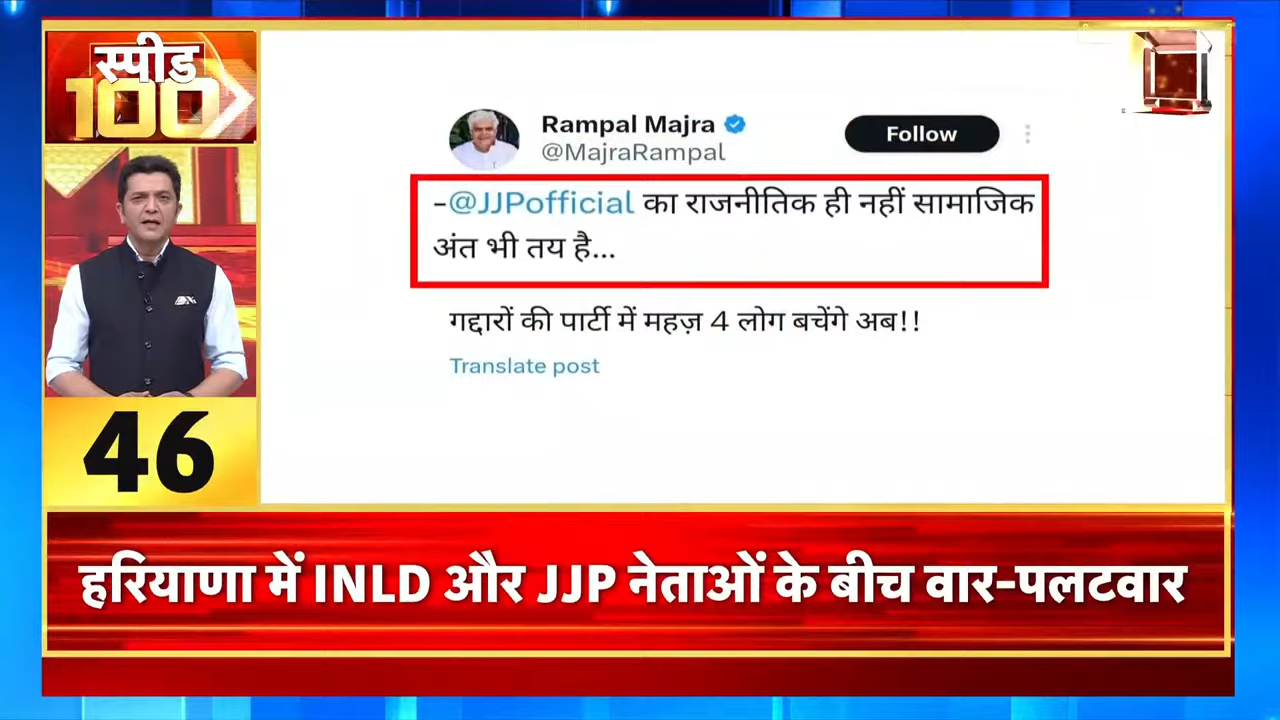 स्पीड
100
Rampal Majra
@MajraRampal
Follow
-@JJPofficial का राजनीतिक ही नहीं सामाजिक
अंत भी तय है...
गद्दारों की पार्टी में महज़ 4 लोग बचेंगे अब!!
Translate post
46
हरियाणा में INLD और JJP नेताओं के बीच वार-पलटवार